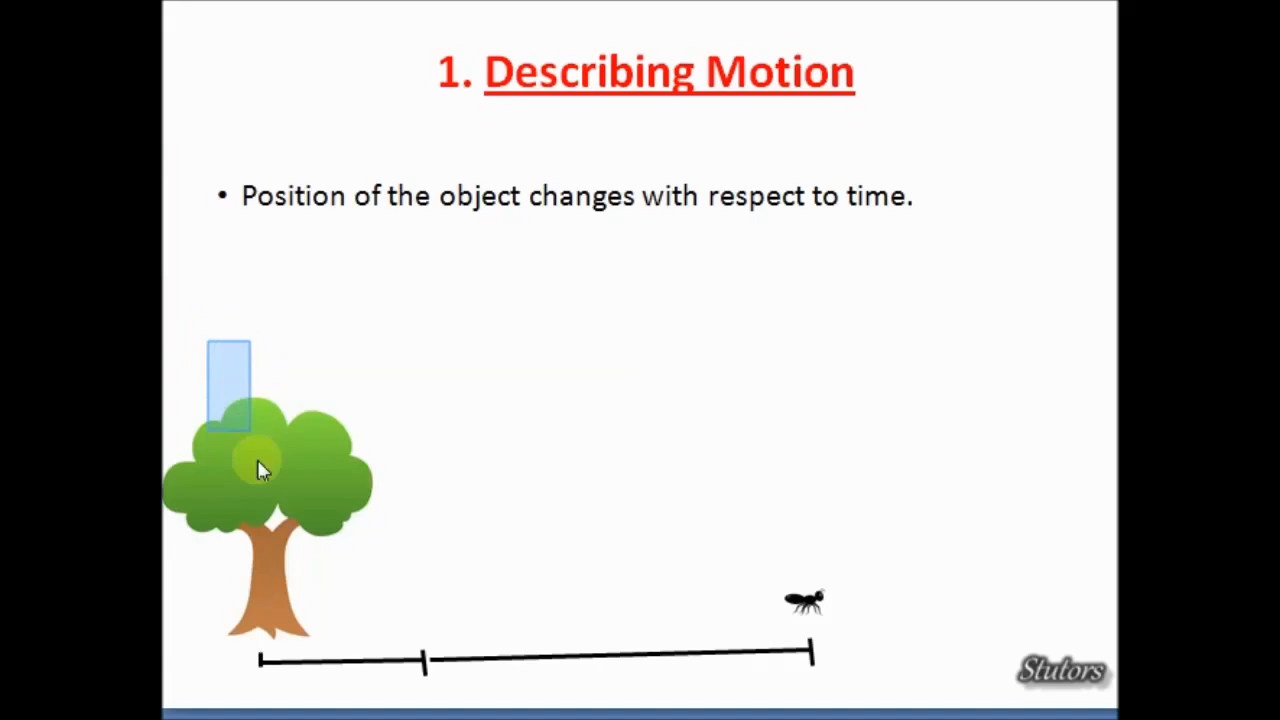 1. Describing Motion
• Position of the object changes with respect to time.
Stutors